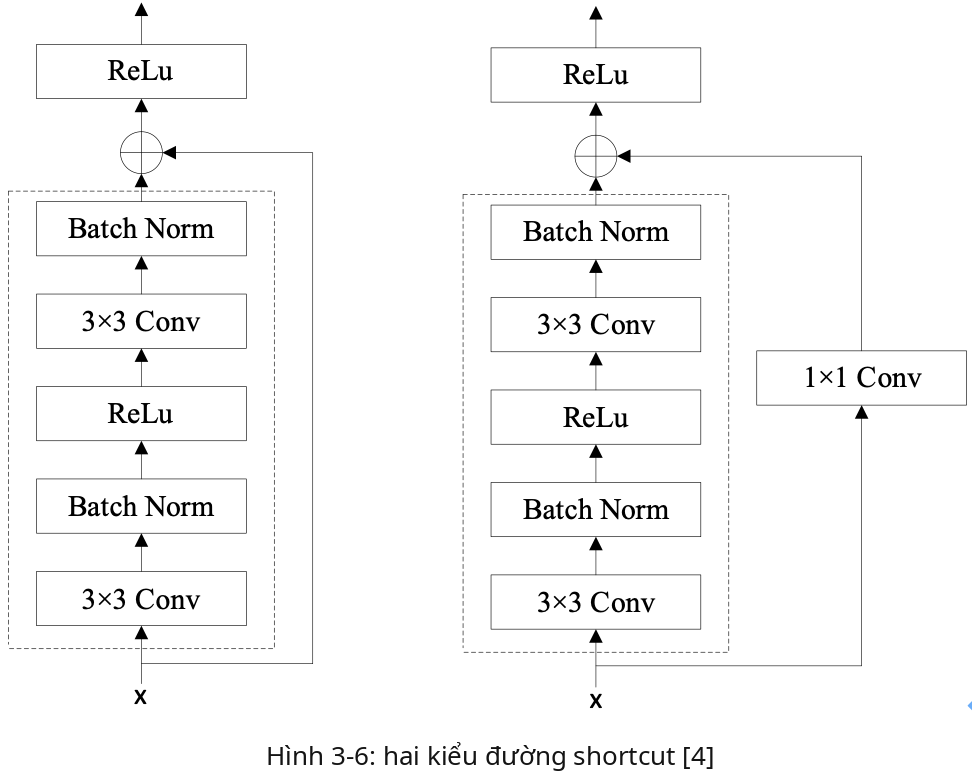 ReLu
Batch Norm
3×3 Conv
ReLu
Batch Norm
3×3 Conv
x
ReLu
Batch Norm
3×3 Conv
ReLu
Batch Norm
3×3 Conv
1×1 Conv
x
Hình 3-6: hai kiểu đường shortcut [4]